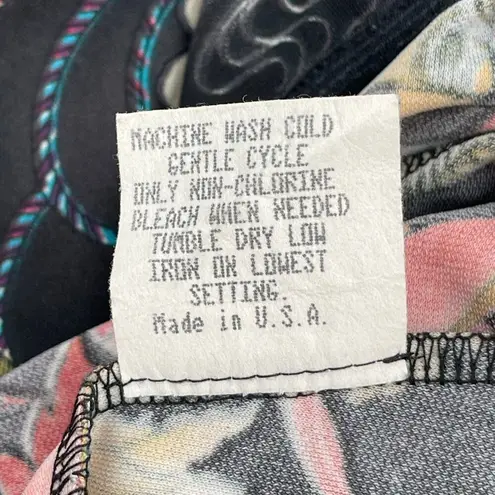 MACHINE WASH COLD
GENTLE CYCLE
ONLY NON-CHLORINE
BLEACH WHEN NEEDED
TUMBLE DRY LOW
IRON ON LOWEST
SETTING.
Made in U.S.A.